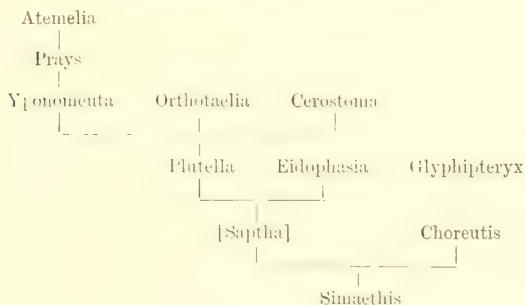 Atemelia
Prays
Yponomeuta Orthotaelia Cerostoma
Plutella Eidophasia Glyphipteryx
[Saptha] Choreutis
Simaethis